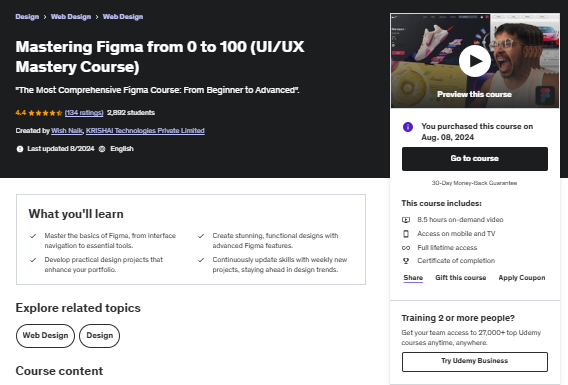 Design > Web Design > Web Design
Mastering Figma from 0 to 100 (UI/UX
Mastery Course)
"The Most Comprehensive Figma Course: From Beginner to Advanced".
4.4 (134 ratings) 2,892 students
Created by Wish Naik, KRISHAI Technologies Private Limited
Last updated 8/2024 English
What you'll learn
Master the basics of Figma, from interface
navigation to essential tools.
Develop practical design projects that
enhance your portfolio.
Create stunning, functional designs with
advanced Figma features.
Continuously update skills with weekly new
projects, staying ahead in design trends.
Explore related topics
Web Design Design
Course content
Preview this course
You purchased this course on
Aug. 08, 2024
Go to course
30-Day Money-Back Guarantee
This course includes:
8.5 hours on-demand video
Access on mobile and TV
Full lifetime access
Certificate of completion
Share Gift this course Apply Coupon
Training 2 or more people?
Get your team access to 27,000+ top Udemy
courses anytime, anywhere.
Try Udemy Business